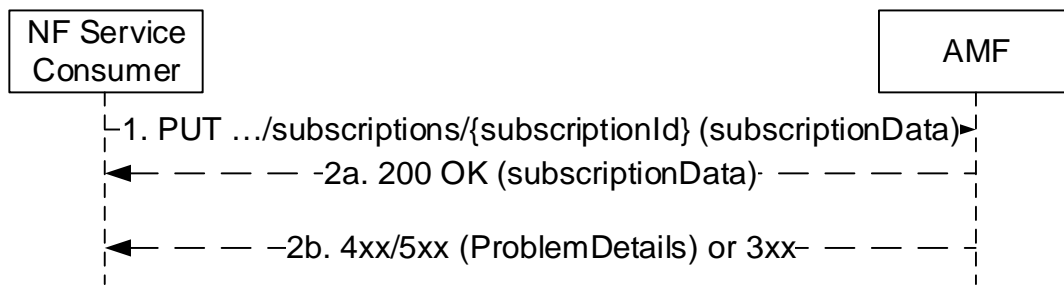 NF Service
Consumer
AMF
1. PUT …/subscriptions/{subscriptionId} (subscriptionData)
2a. 200 OK (subscriptionData)
2b. 4xx/5xx (ProblemDetails) or 3xx